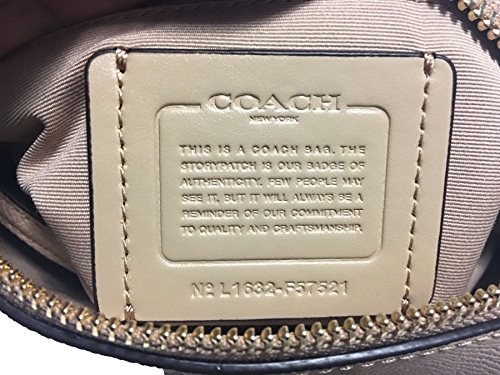 COACH
NEW YORK
THIS IS A COACH BAG. THE
STORYPATCH IS OUR BADGE OF
AUTHENTICITY. FEW PEOPLE MAY
SEE IT, BUT IT WILL ALWAYS BE A
REMINDER OF OUR COMMITMENT
TO QUALITY AND CRAFTSMANSHIP.
No L1632-F57521